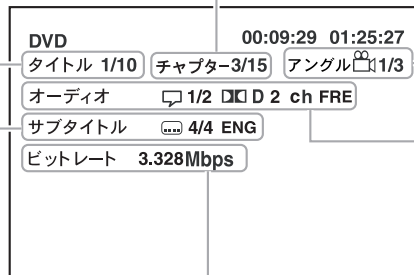 DVD 00:09:29 01:25:27
タイトル 1/10 チャプター3/15 アングル 1/3
オーディオ 1/2 D 2 ch FRE
サブタイトル 4/4 ENG
ビットレート 3.328Mbps